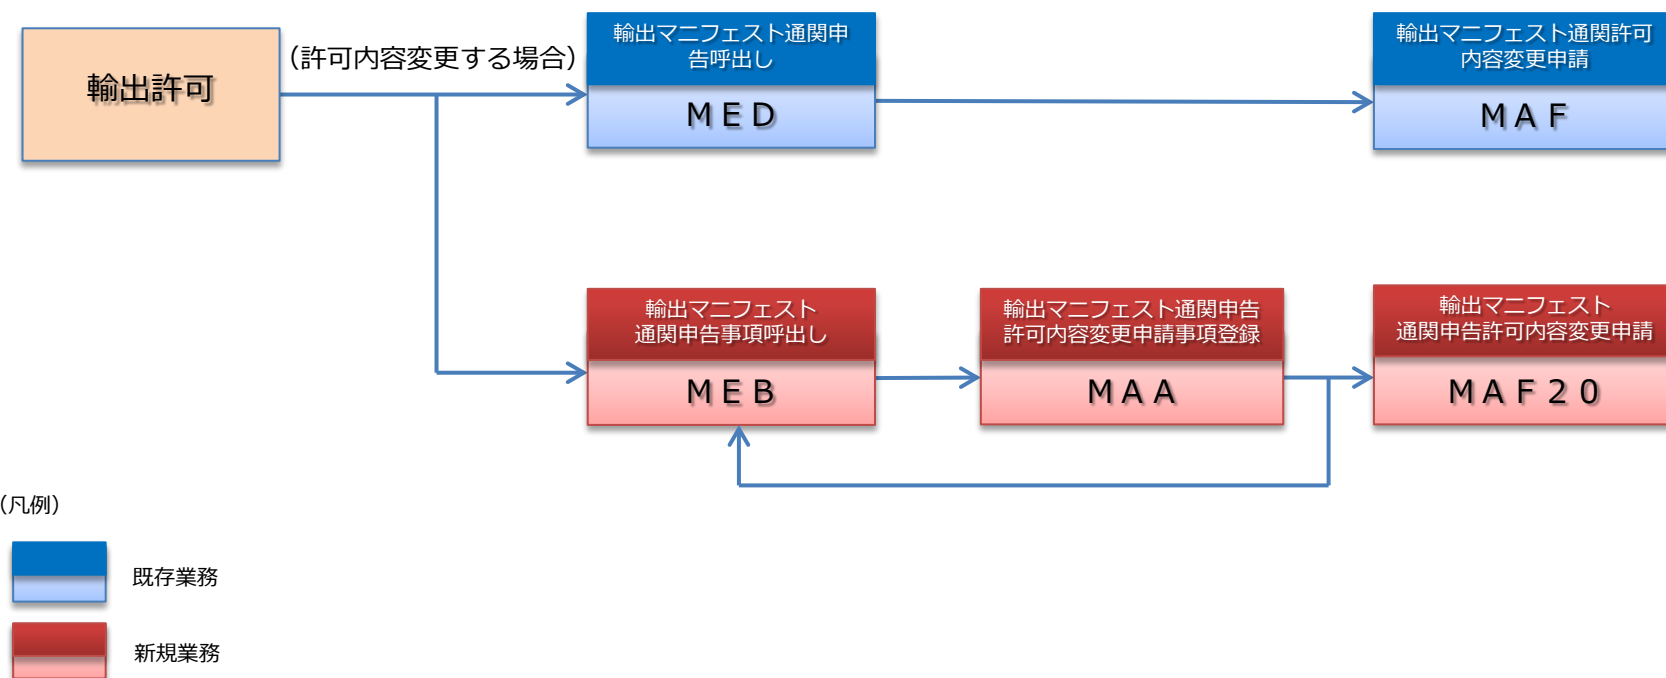 輸出許可
（許可内容変更する場合）
輸出マニフェスト通関申
告呼出し
ＭＥＤ
輸出マニフェスト通関許可
内容変更申請
ＭＡＦ
輸出マニフェスト
通関申告事項呼出し
ＭＥＢ
輸出マニフェスト通関申告
許可内容変更申請事項登録
ＭＡＡ
輸出マニフェスト
通関申告許可内容変更申請
ＭＡＦ２０
（凡例）
既存業務
新規業務